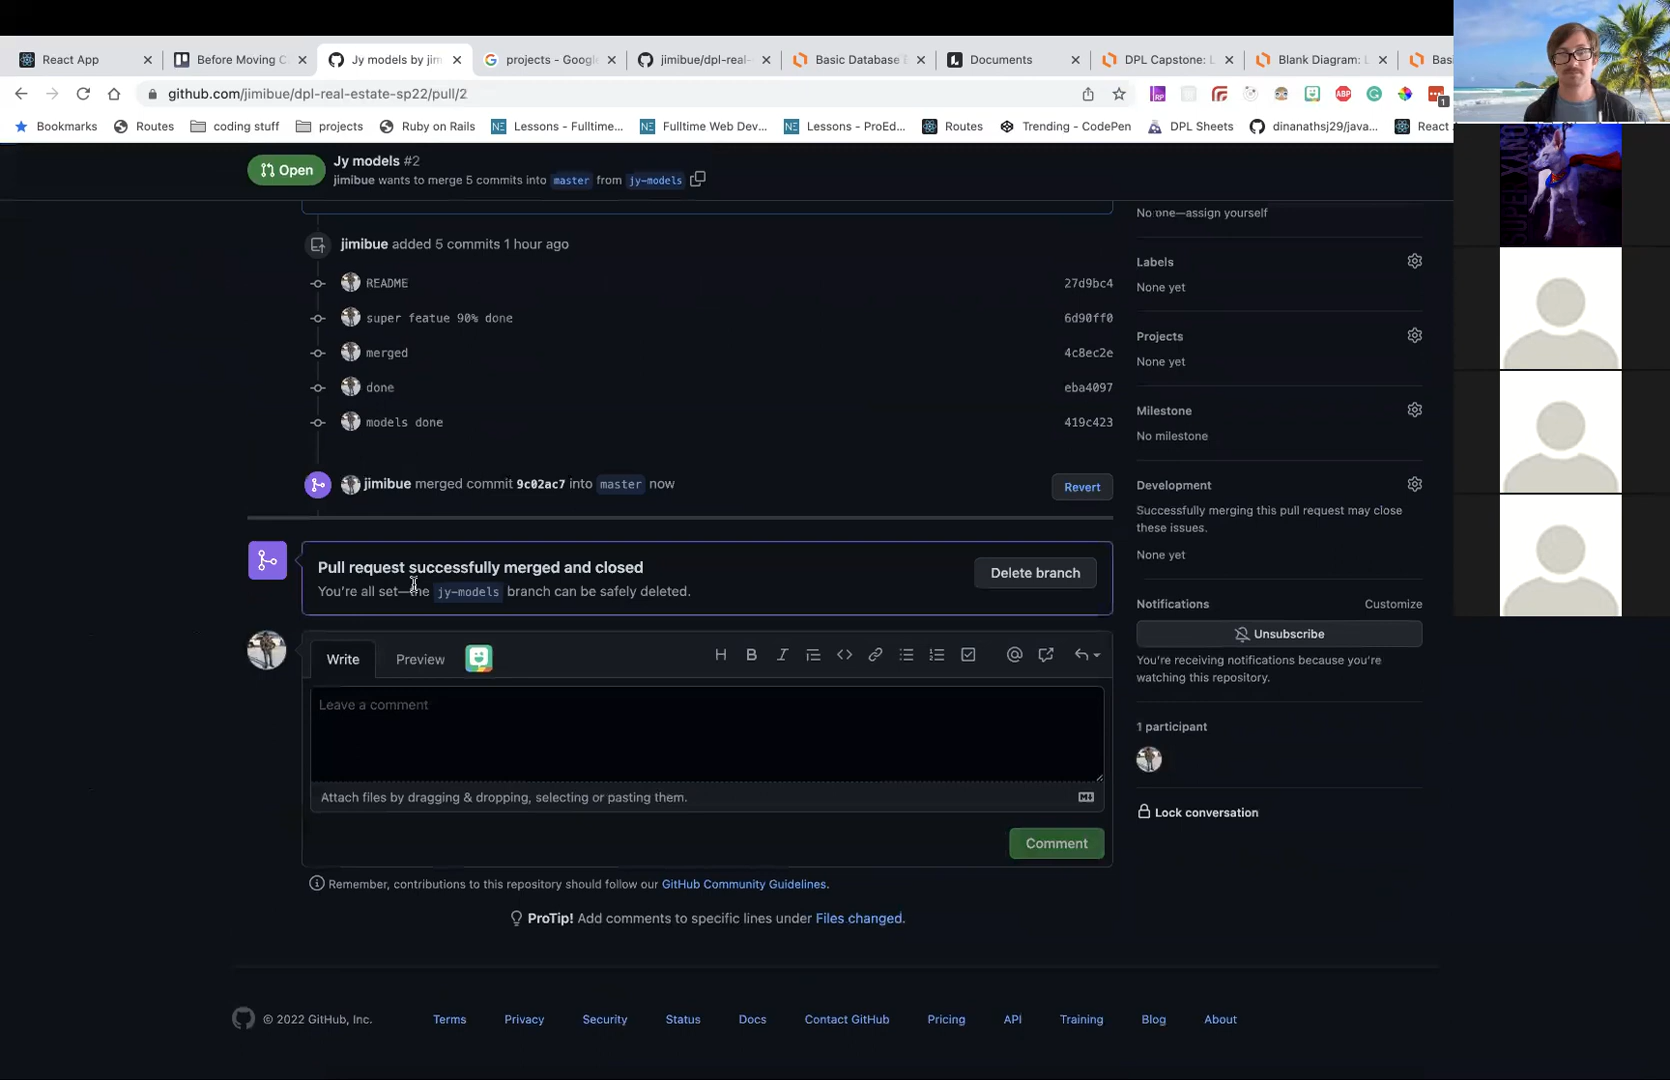 React App
Before Moving C
Jy models by jim
projects - Googl
jimibue/dpl-real-
Basic Database
Documents
DPL Capstone: L
Blank Diagram: L
Bas
github.com/jimibue/dpl-real-estate-sp22/pull/2
Bookmarks
Routes
coding stuff
projects
Ruby on Rails
Lessons - Fulltime...
Fulltime Web Dev...
Lessons - ProEd...
Routes
Trending - CodePen
DPL Sheets
dinanathsj29/java...
React
Open
Jy models #2
jimibue wants to merge 5 commits into master from jy-models
No one—assign yourself
jimibue added 5 commits 1 hour ago
README 27d9bc4
super featue 90% done 6d90ff0
merged 4c8ec2e
done eba4097
models done 419c423
jimibue merged commit 9c02ac7 into master now
Revert
Pull request successfully merged and closed
You're all set—the jy-models branch can be safely deleted.
Delete branch
Write
Preview
Leave a comment
Attach files by dragging & dropping, selecting or pasting them.
Comment
Remember, contributions to this repository should follow our GitHub Community Guidelines.
ProTip! Add comments to specific lines under Files changed.
Labels
None yet
Projects
None yet
Milestone
No milestone
Development
Successfully merging this pull request may close
these issues.
None yet
Notifications
Customize
Unsubscribe
You're receiving notifications because you're
watching this repository.
1 participant
Lock conversation
© 2022 GitHub, Inc.
Terms
Privacy
Security
Status
Docs
Contact GitHub
Pricing
API
Training
Blog
About
SUPER XINO